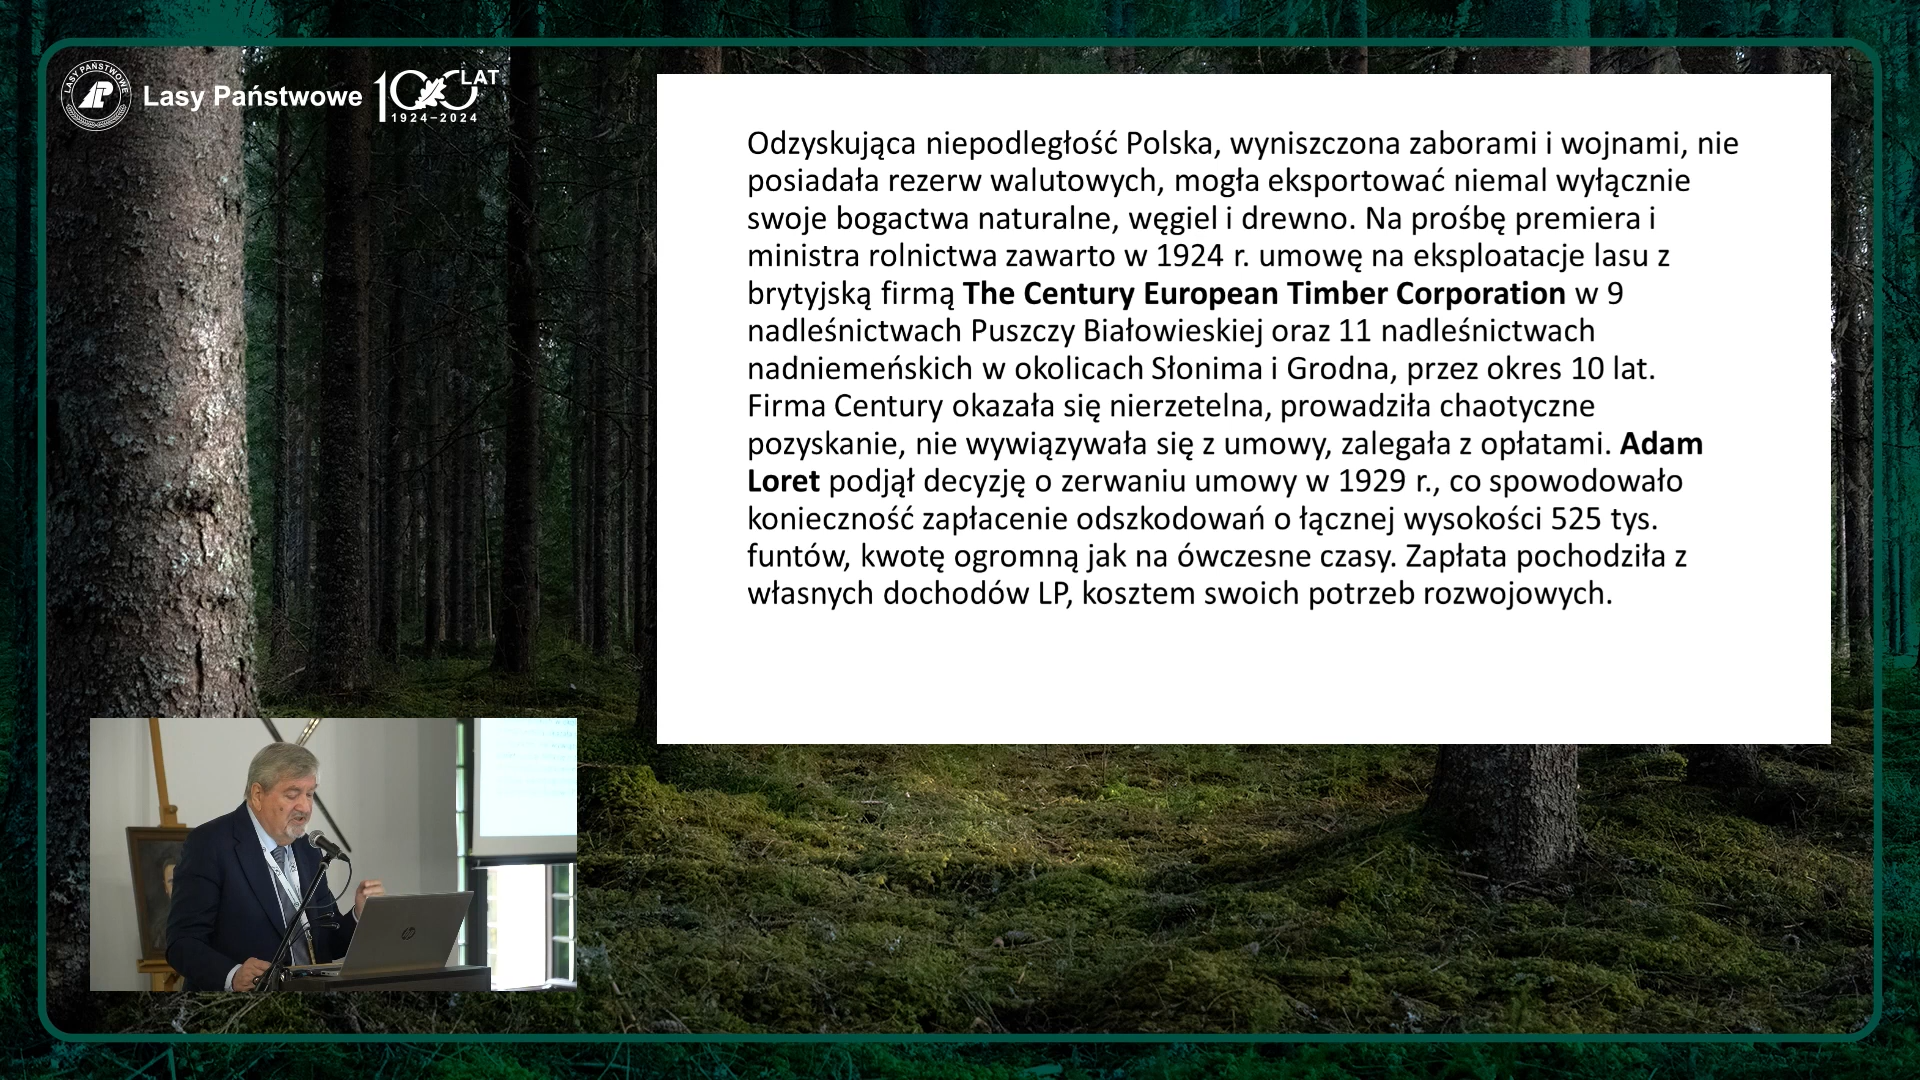 LASY PAŃSTWOWE
Lasy Państwowe
100 LAT
1924–2024
Odzyskująca niepodległość Polska, wyniszczona zaborami i wojnami, nie
posiadała rezerw walutowych, mogła eksportować niemal wyłącznie
swoje bogactwa naturalne, węgiel i drewno. Na prośbę premiera i
ministra rolnictwa zawarto w 1924 r. umowę na eksploatacje lasu z
brytyjską firmą The Century European Timber Corporation w 9
nadleśnictwach Puszczy Białowieskiej oraz 11 nadleśnictwach
nadniemeńskich w okolicach Słonima i Grodna, przez okres 10 lat.
Firma Century okazała się nierzetelna, prowadziła chaotyczne
pozyskanie, nie wywiązywała się z umowy, zalegała z opłatami. Adam
Loret podjął decyzję o zerwaniu umowy w 1929 r., co spowodowało
konieczność zapłacenie odszkodowań o łącznej wysokości 525 tys.
funtów, kwotę ogromną jak na ówczesne czasy. Zapłata pochodziła z
własnych dochodów LP, kosztem swoich potrzeb rozwojowych.
hp